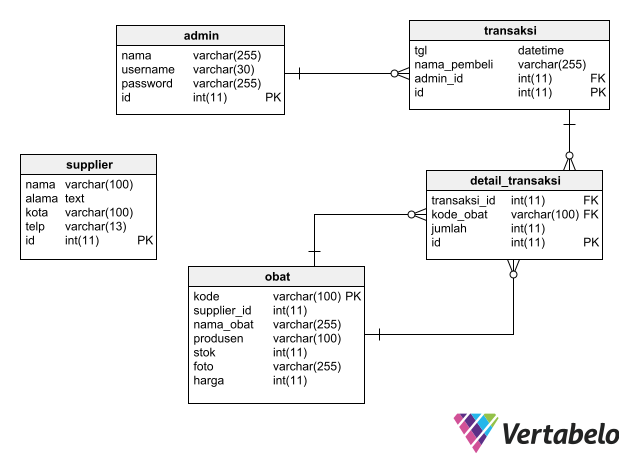 admin
nama varchar(255)
username varchar(30)
password varchar(255)
id int(11) PK
transaksi
tgl datetime
nama_pembeli varchar(255)
admin_id int(11) FK
id int(11) PK
supplier
nama varchar(100)
alama text
kota varchar(100)
telp varchar(13)
id int(11) PK
detail_transaksi
transaksi_id int(11) FK
kode_obat varchar(100) FK
jumlah int(11)
id int(11) PK
obat
kode varchar(100) PK
supplier_id int(11)
nama_obat varchar(255)
produsen varchar(100)
stok int(11)
foto varchar(255)
harga int(11)
Vertabelo